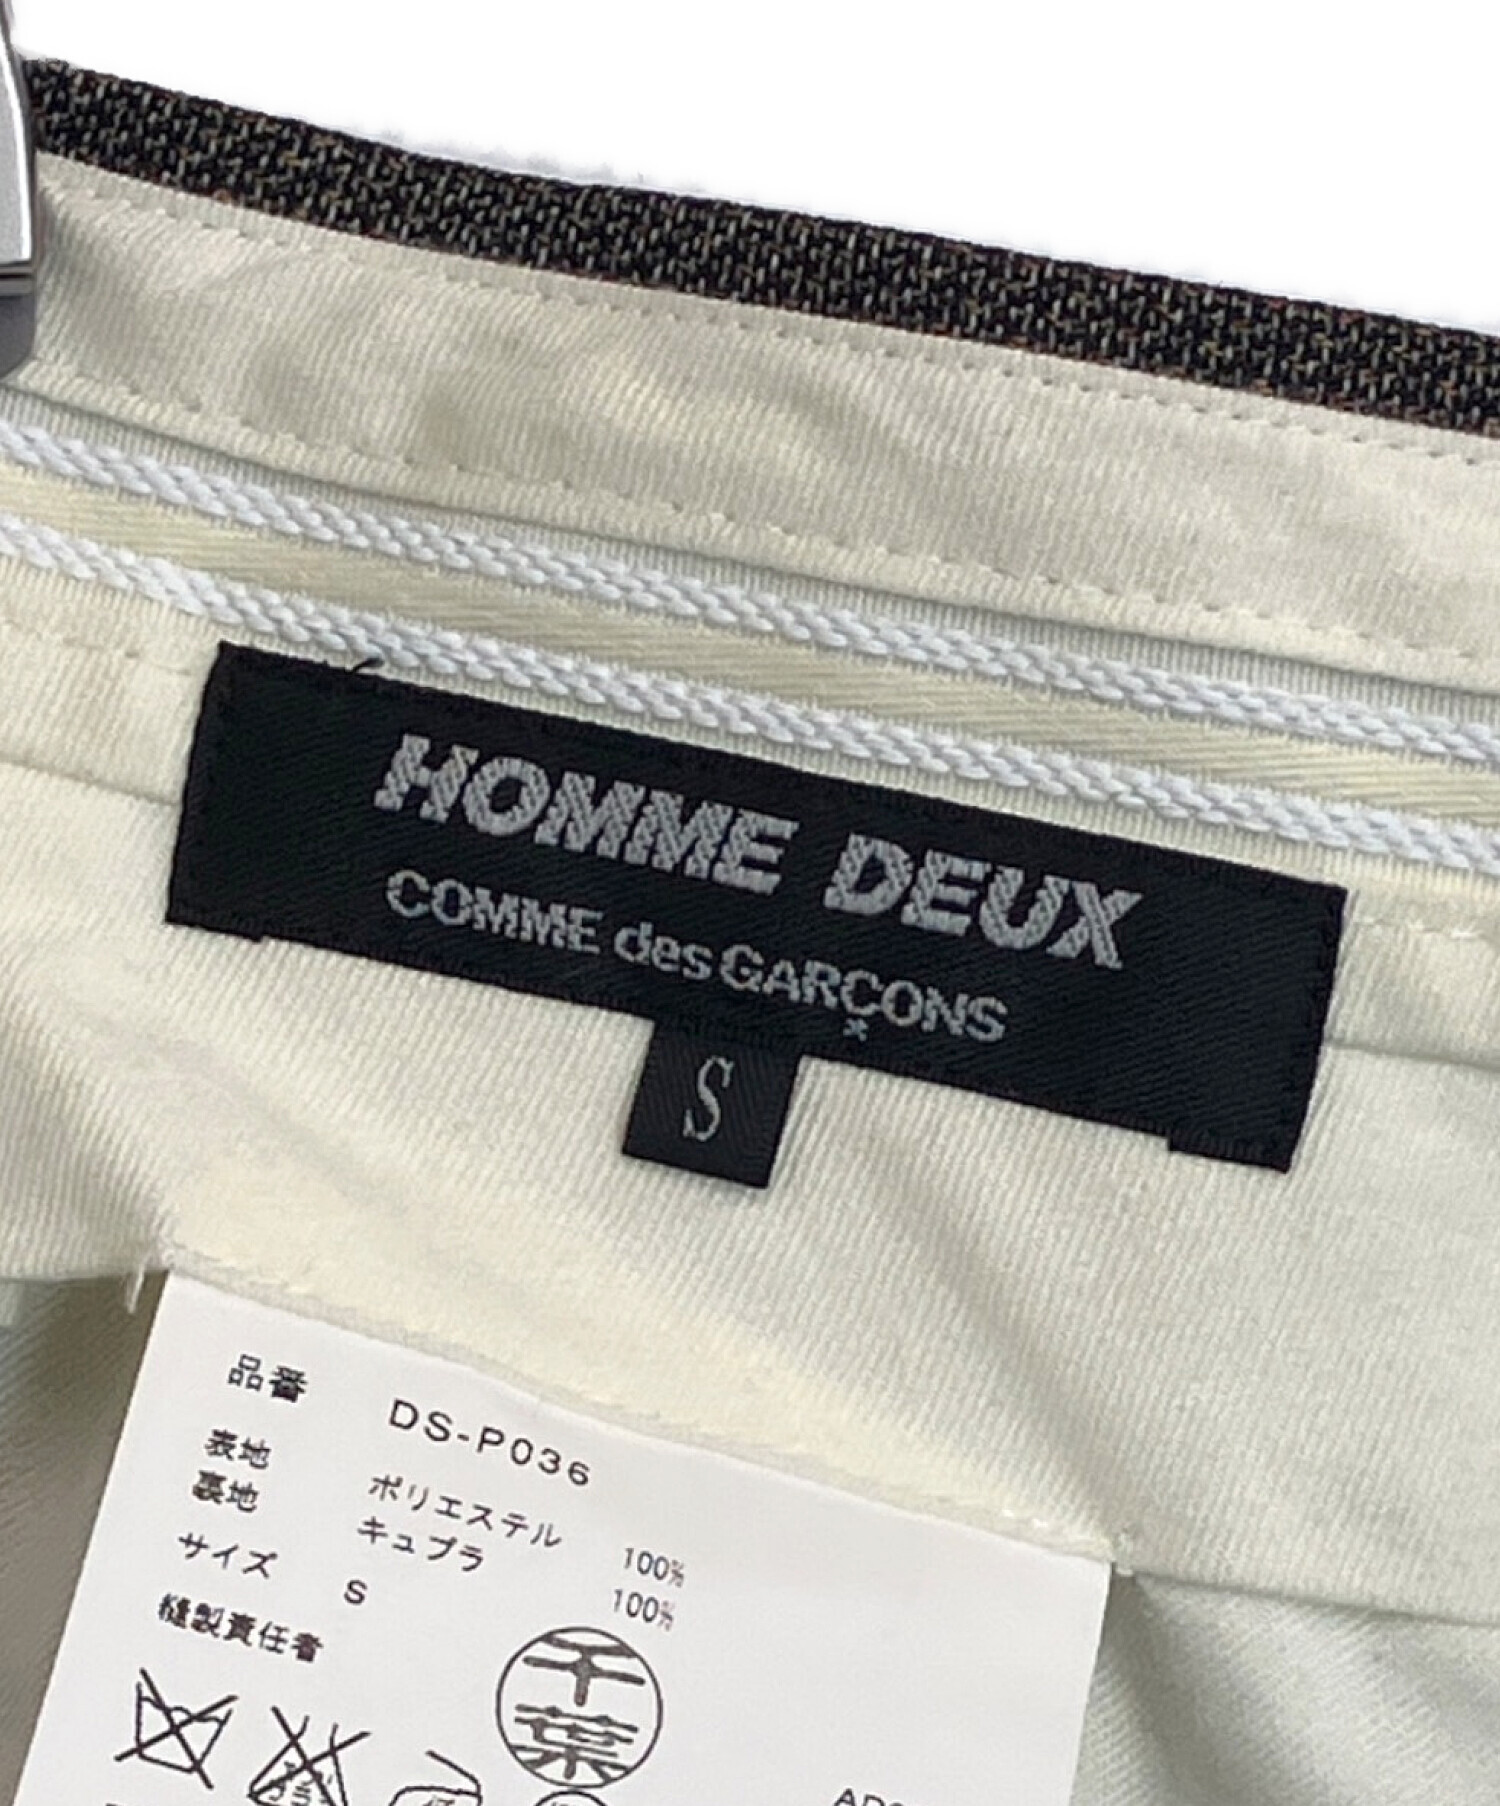 HOMME DEUX
COMME des GARÇONS
S
品番 DS-P036
表地 ポリエステル 100%
裏地 キュプラ 100%
サイズ S
縫製責任者
千葉